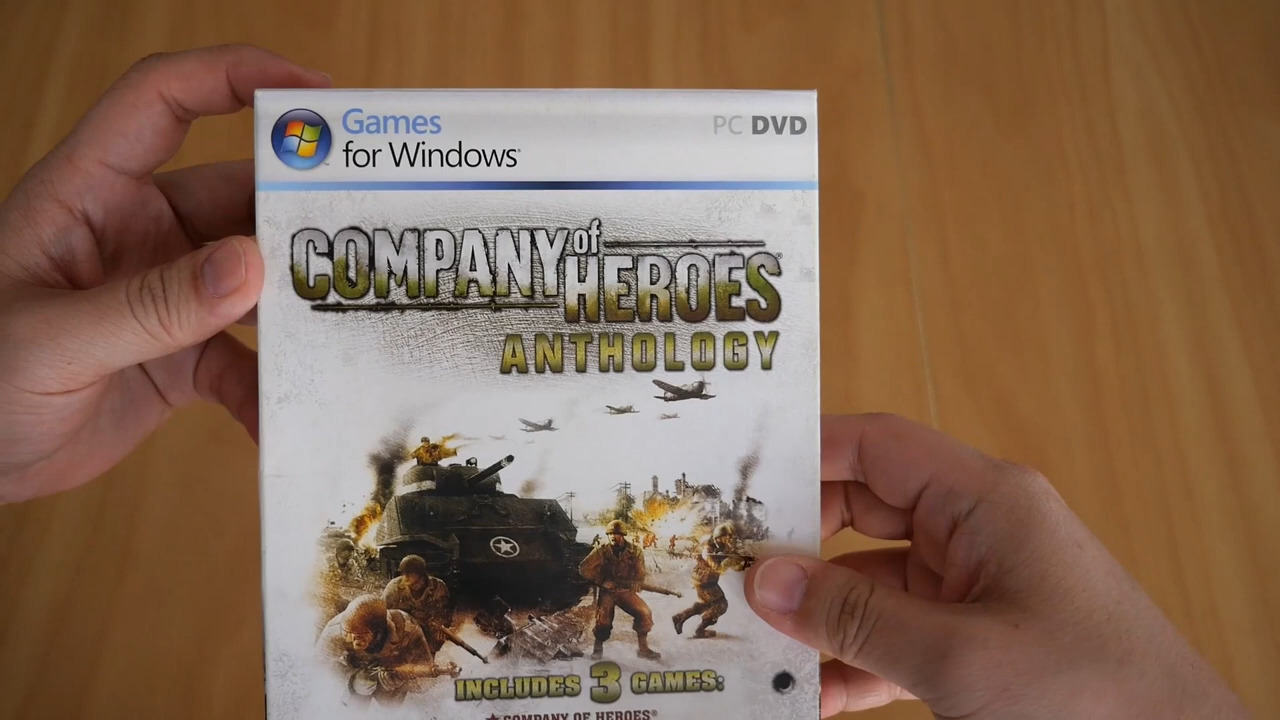 Games
for Windows®
PC DVD
COMPANY of HEROES®
ANTHOLOGY
INCLUDES 3 GAMES:
COMPANY OF HEROES®